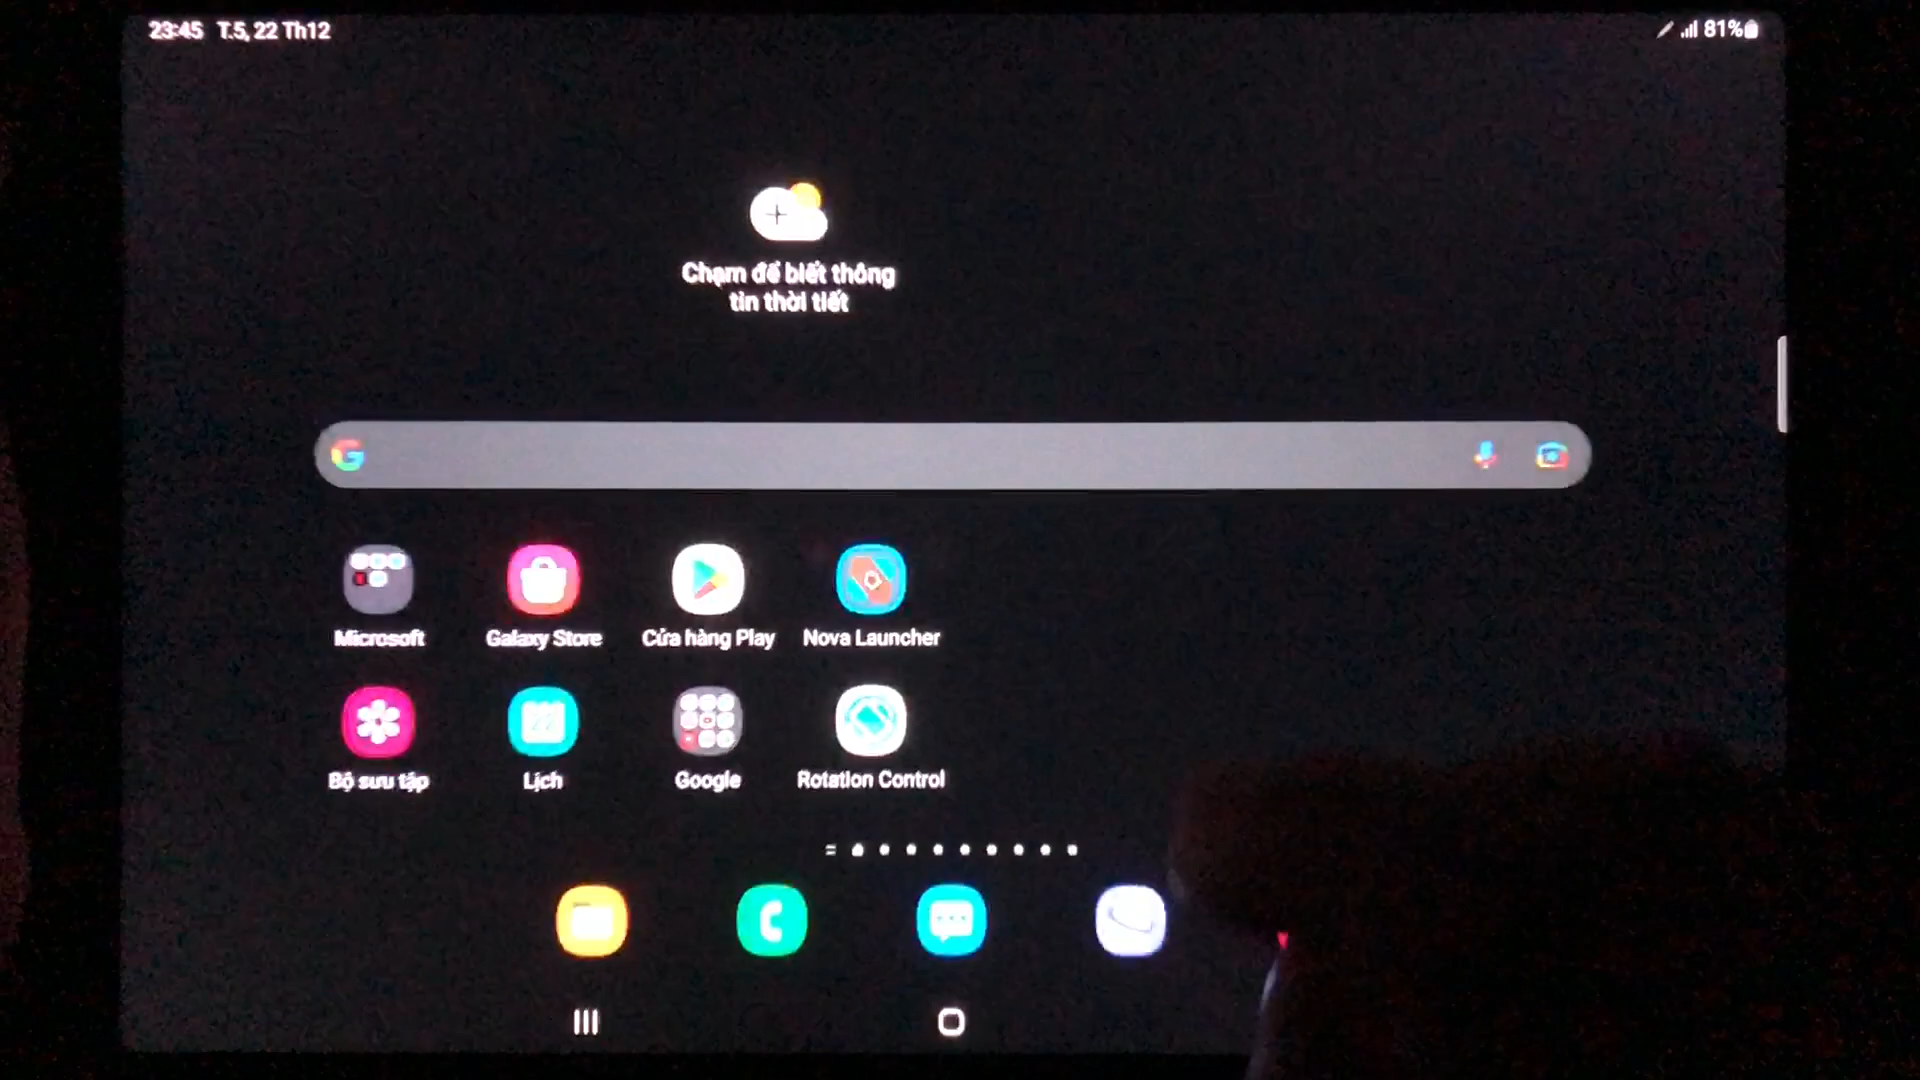 23:45 T.5, 22 Th12
81%
Chạm để biết thông
tin thời tiết
Microsoft
Galaxy Store
Cửa hàng Play
Nova Launcher
Bộ sưu tập
Lịch
Google
Rotation Control